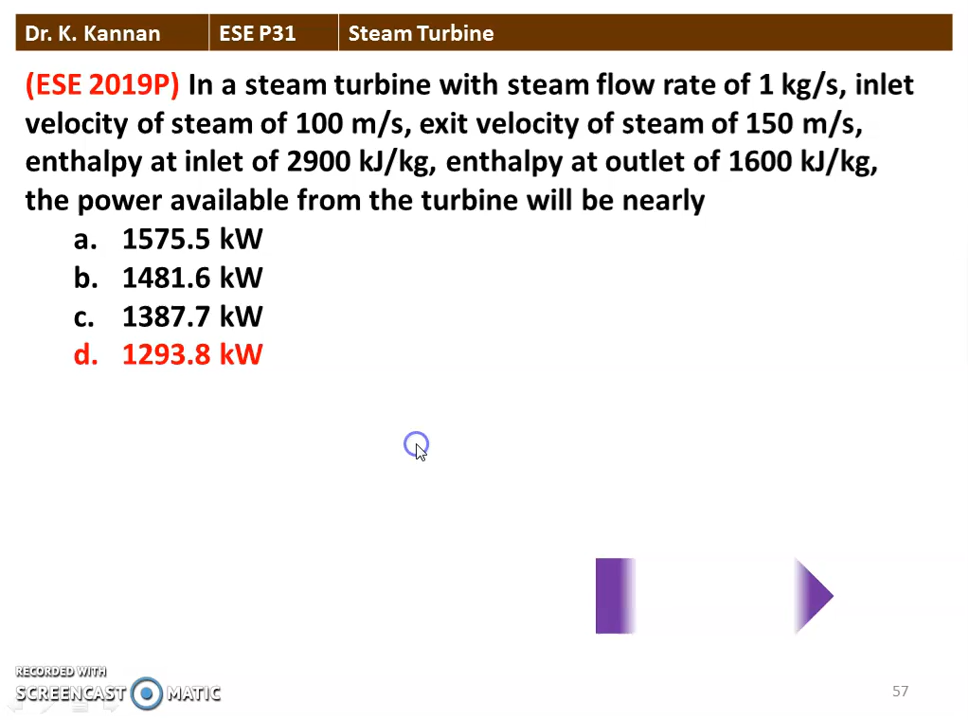 Dr. K. Kannan ESE P31 Steam Turbine
(ESE 2019P) In a steam turbine with steam flow rate of 1 kg/s, inlet
velocity of steam of 100 m/s, exit velocity of steam of 150 m/s,
enthalpy at inlet of 2900 kJ/kg, enthalpy at outlet of 1600 kJ/kg,
the power available from the turbine will be nearly
a. 1575.5 kW
b. 1481.6 kW
c. 1387.7 kW
d. 1293.8 kW
RECORDED WITH
SCREENCAST MATIC
57